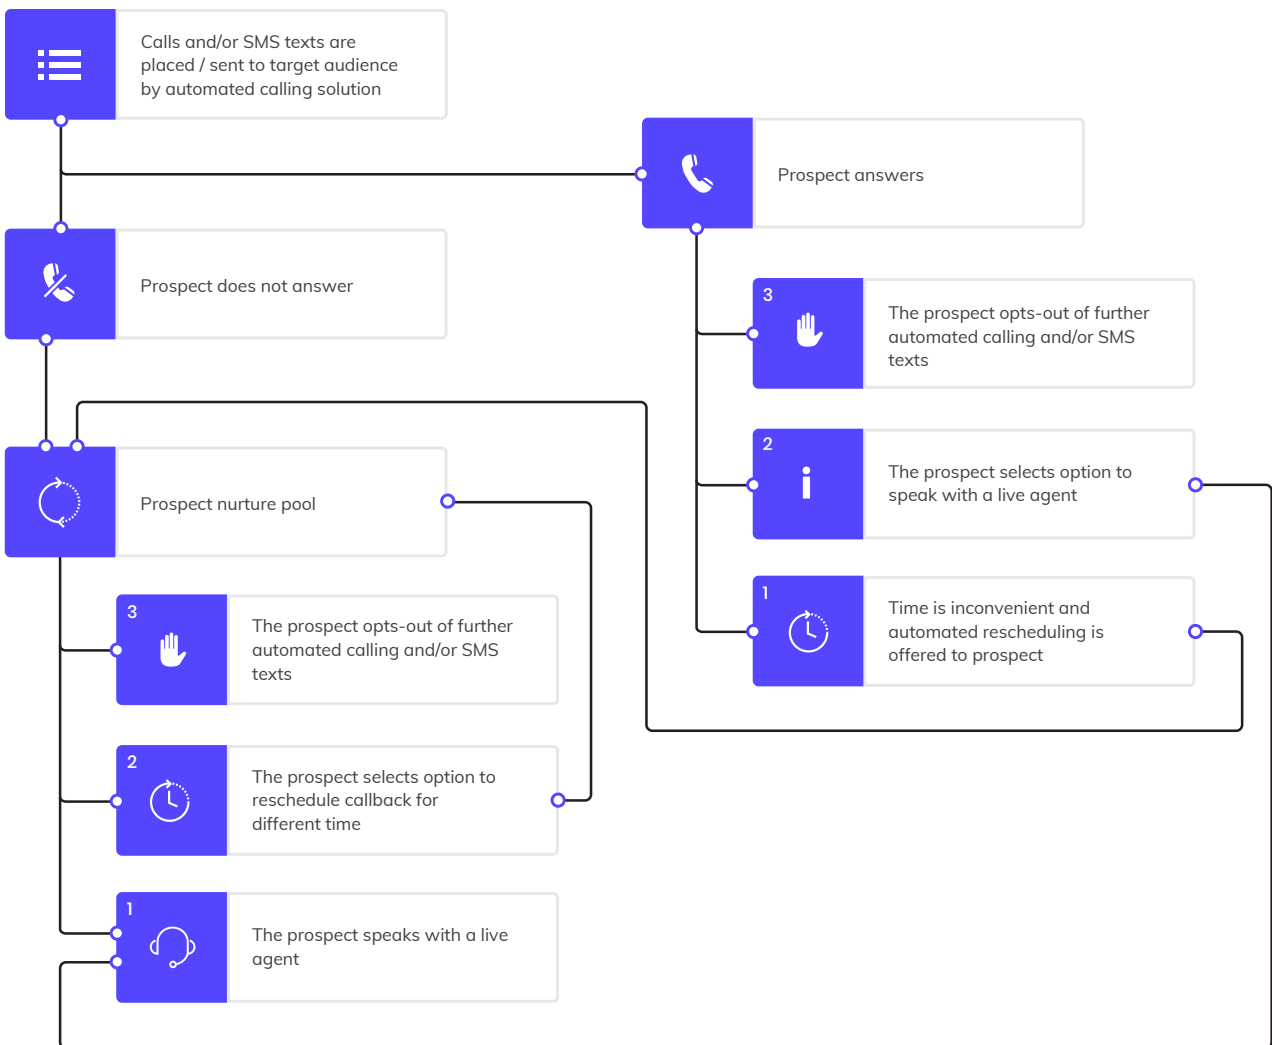 Calls and/or SMS texts are
placed / sent to target audience
by automated calling solution
Prospect answers
Prospect does not answer
3
The prospect opts-out of further
automated calling and/or SMS
texts
2
The prospect selects option to
speak with a live agent
1
Time is inconvenient and
automated rescheduling is
offered to prospect
Prospect nurture pool
3
The prospect opts-out of further
automated calling and/or SMS
texts
2
The prospect selects option to
reschedule callback for
different time
1
The prospect speaks with a live
agent